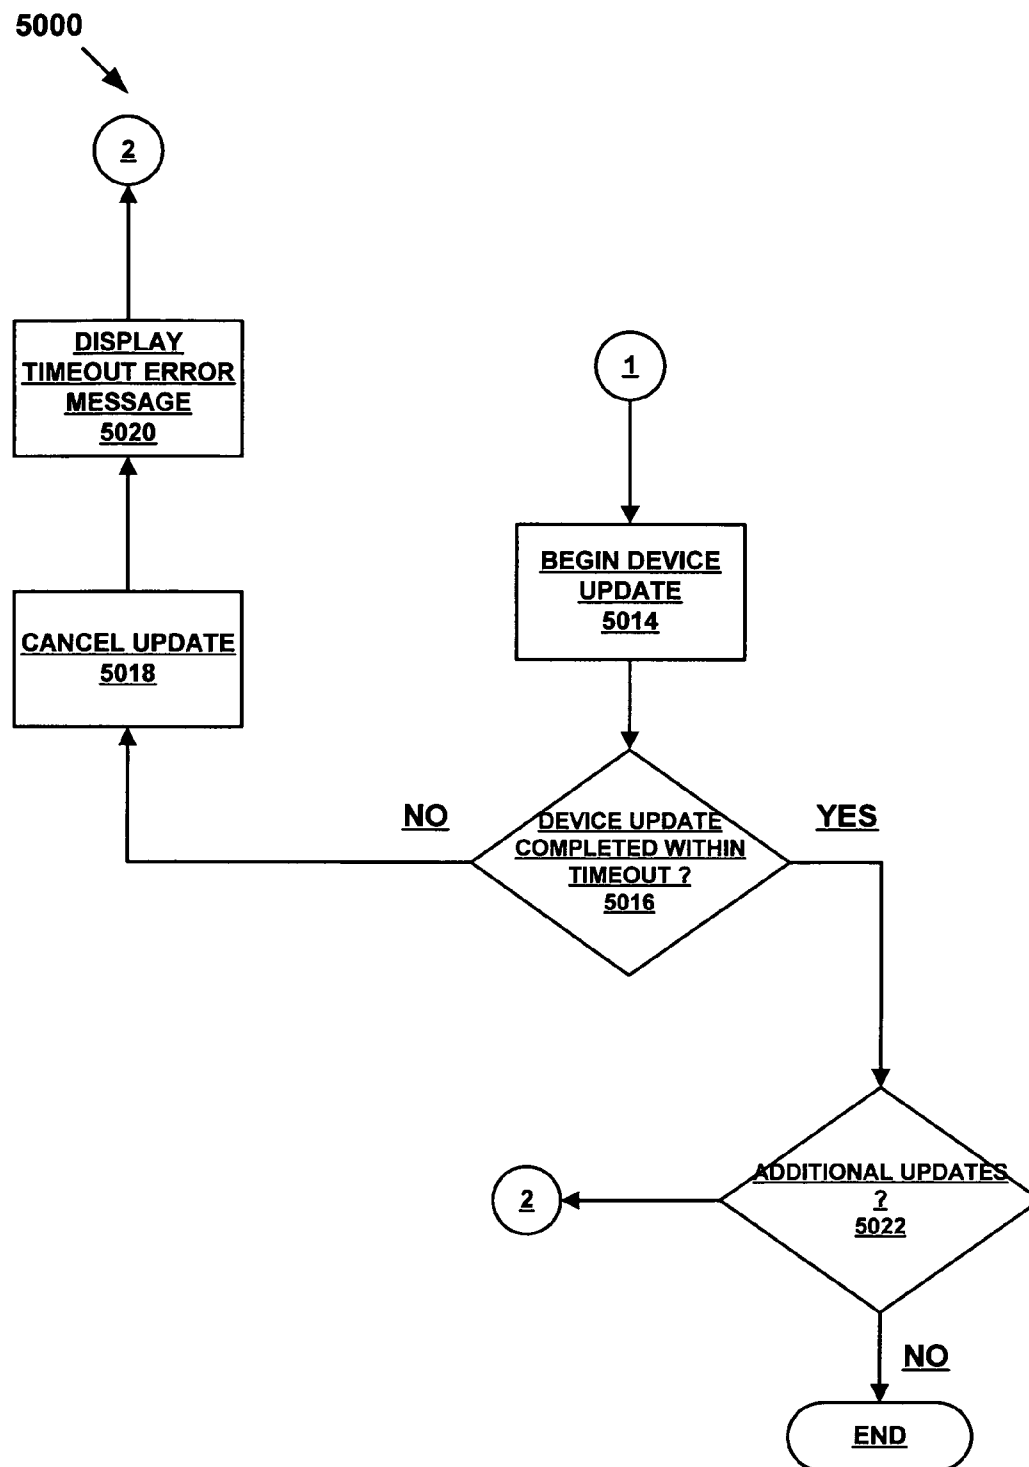 5000
2
DISPLAY
TIMEOUT ERROR
MESSAGE
5020
1
BEGIN DEVICE
UPDATE
5014
CANCEL UPDATE
5018
NO
YES
DEVICE UPDATE
COMPLETED WITHIN
TIMEOUT ?
5016
ADDITIONAL UPDATES
?
5022
2
NO
END